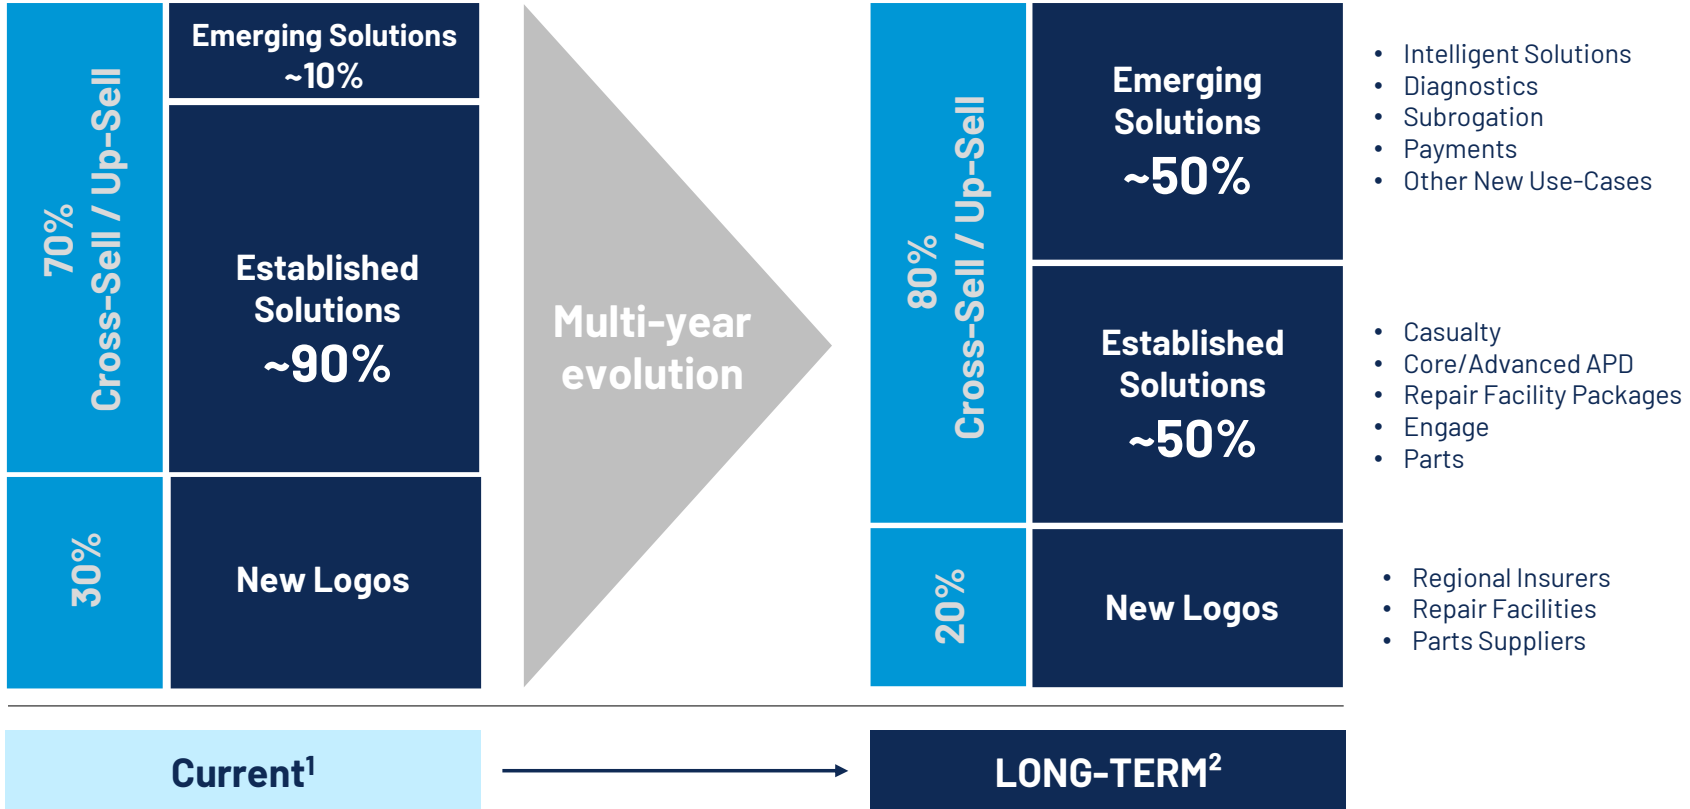 70%
Cross-Sell / Up-Sell
Emerging Solutions
~10%
Established
Solutions
~90%
30%
New Logos
Multi-year
evolution
80%
Cross-Sell / Up-Sell
Emerging
Solutions
~50%
Established
Solutions
~50%
20%
New Logos
• Intelligent Solutions
• Diagnostics
• Subrogation
• Payments
• Other New Use-Cases
• Casualty
• Core/Advanced APD
• Repair Facility Packages
• Engage
• Parts
• Regional Insurers
• Repair Facilities
• Parts Suppliers
Current¹
LONG-TERM²